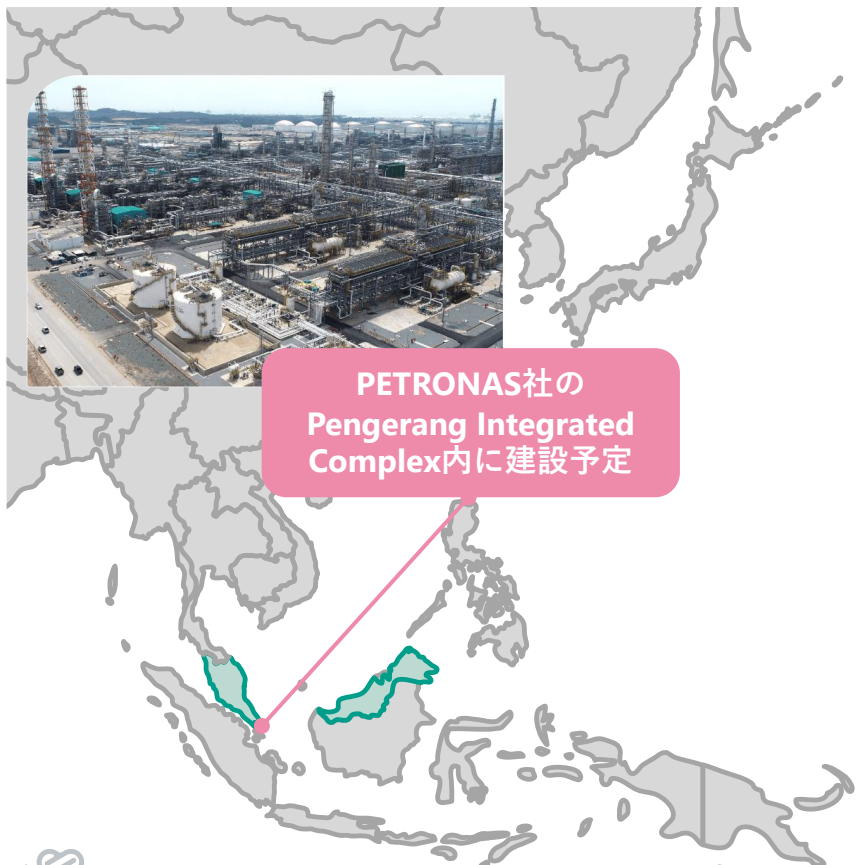 PETRONAS社の
Pengerang Integrated
Complex内に建設予定